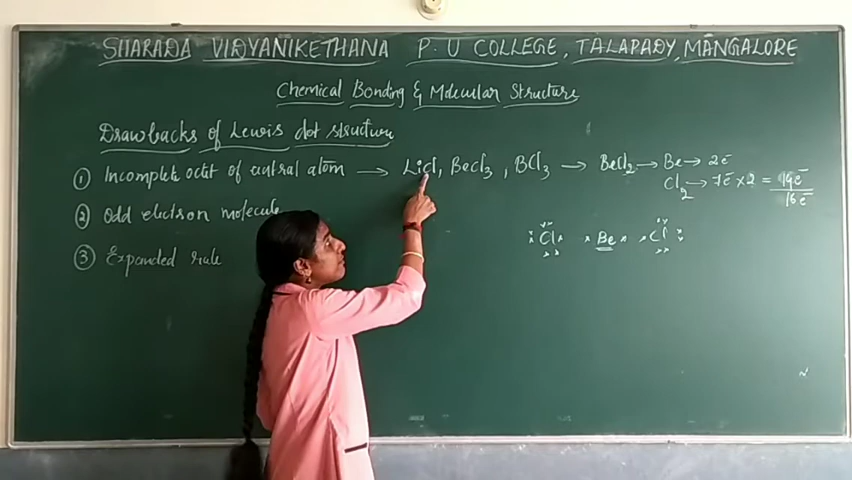 SHARADA VIDYANIKETHANA P. U COLLEGE, TALAPADY, MANGALORE
Chemical Bonding & Molecular Structure
Drawbacks of Lewis dot structure
① Incomplete octet of central atom → LiCl, BeCl₃, BCl₃ → BeCl₂ → Be → 2e⁻
Cl₂ → 7e⁻ × 2 = 14e⁻
16e⁻
② Odd electron molecule
Cl Be Cl
③ Expanded rule